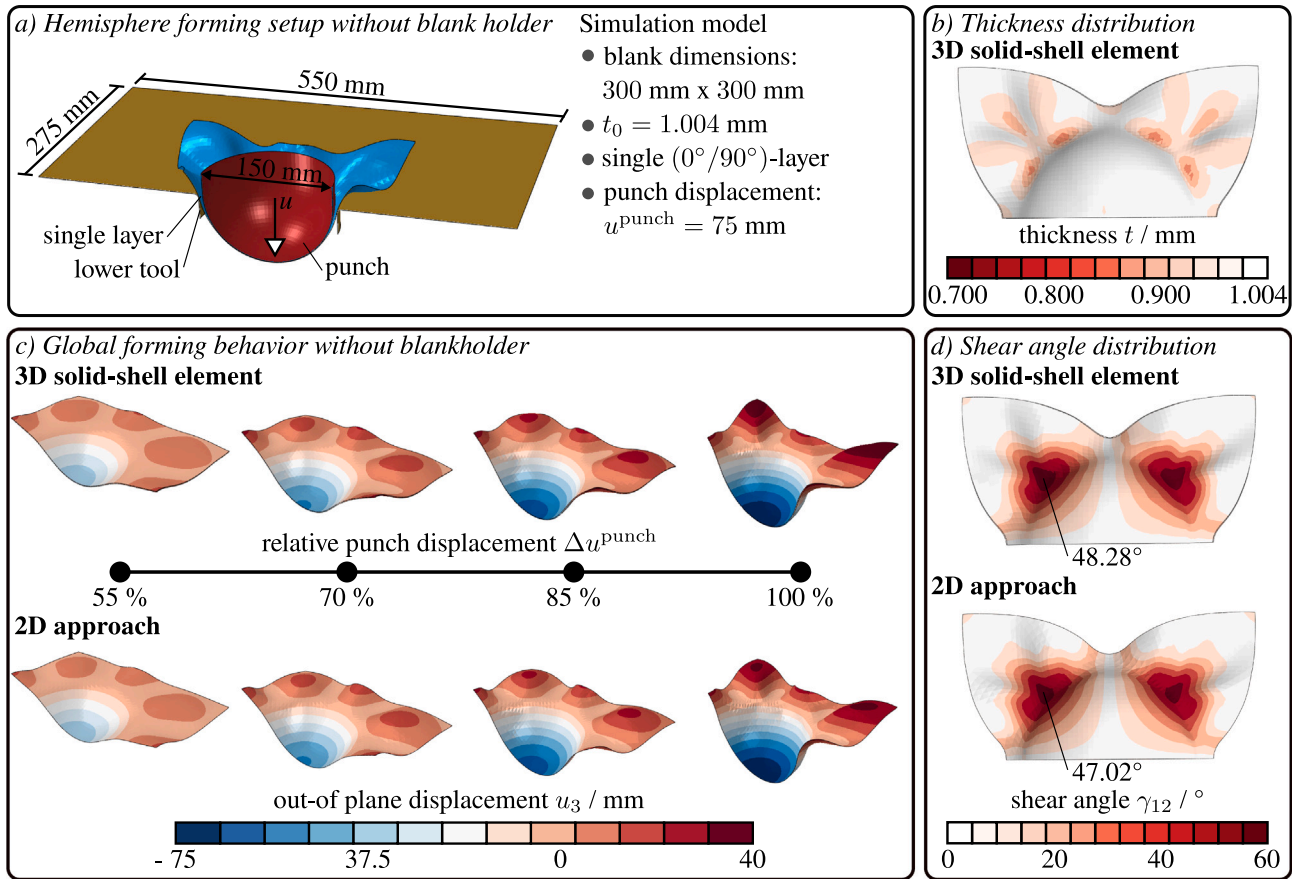 a) Hemisphere forming setup without blank holder
550 mm
275 mm
150 mm
u
single layer
lower tool
punch
Simulation model
● blank dimensions:
300 mm x 300 mm
● t₀ = 1.004 mm
● single (0°/90°)-layer
● punch displacement:
uᵖᵘⁿᶜʰ = 75 mm
b) Thickness distribution
3D solid-shell element
thickness t / mm
0.700 0.800 0.900 1.004
c) Global forming behavior without blankholder
3D solid-shell element
relative punch displacement Δuᵖᵘⁿᶜʰ
55 % 70 % 85 % 100 %
2D approach
out-of plane displacement u₃ / mm
- 75 37.5 0 40
d) Shear angle distribution
3D solid-shell element
48.28°
2D approach
47.02°
shear angle γ₁₂ / °
0 20 40 60